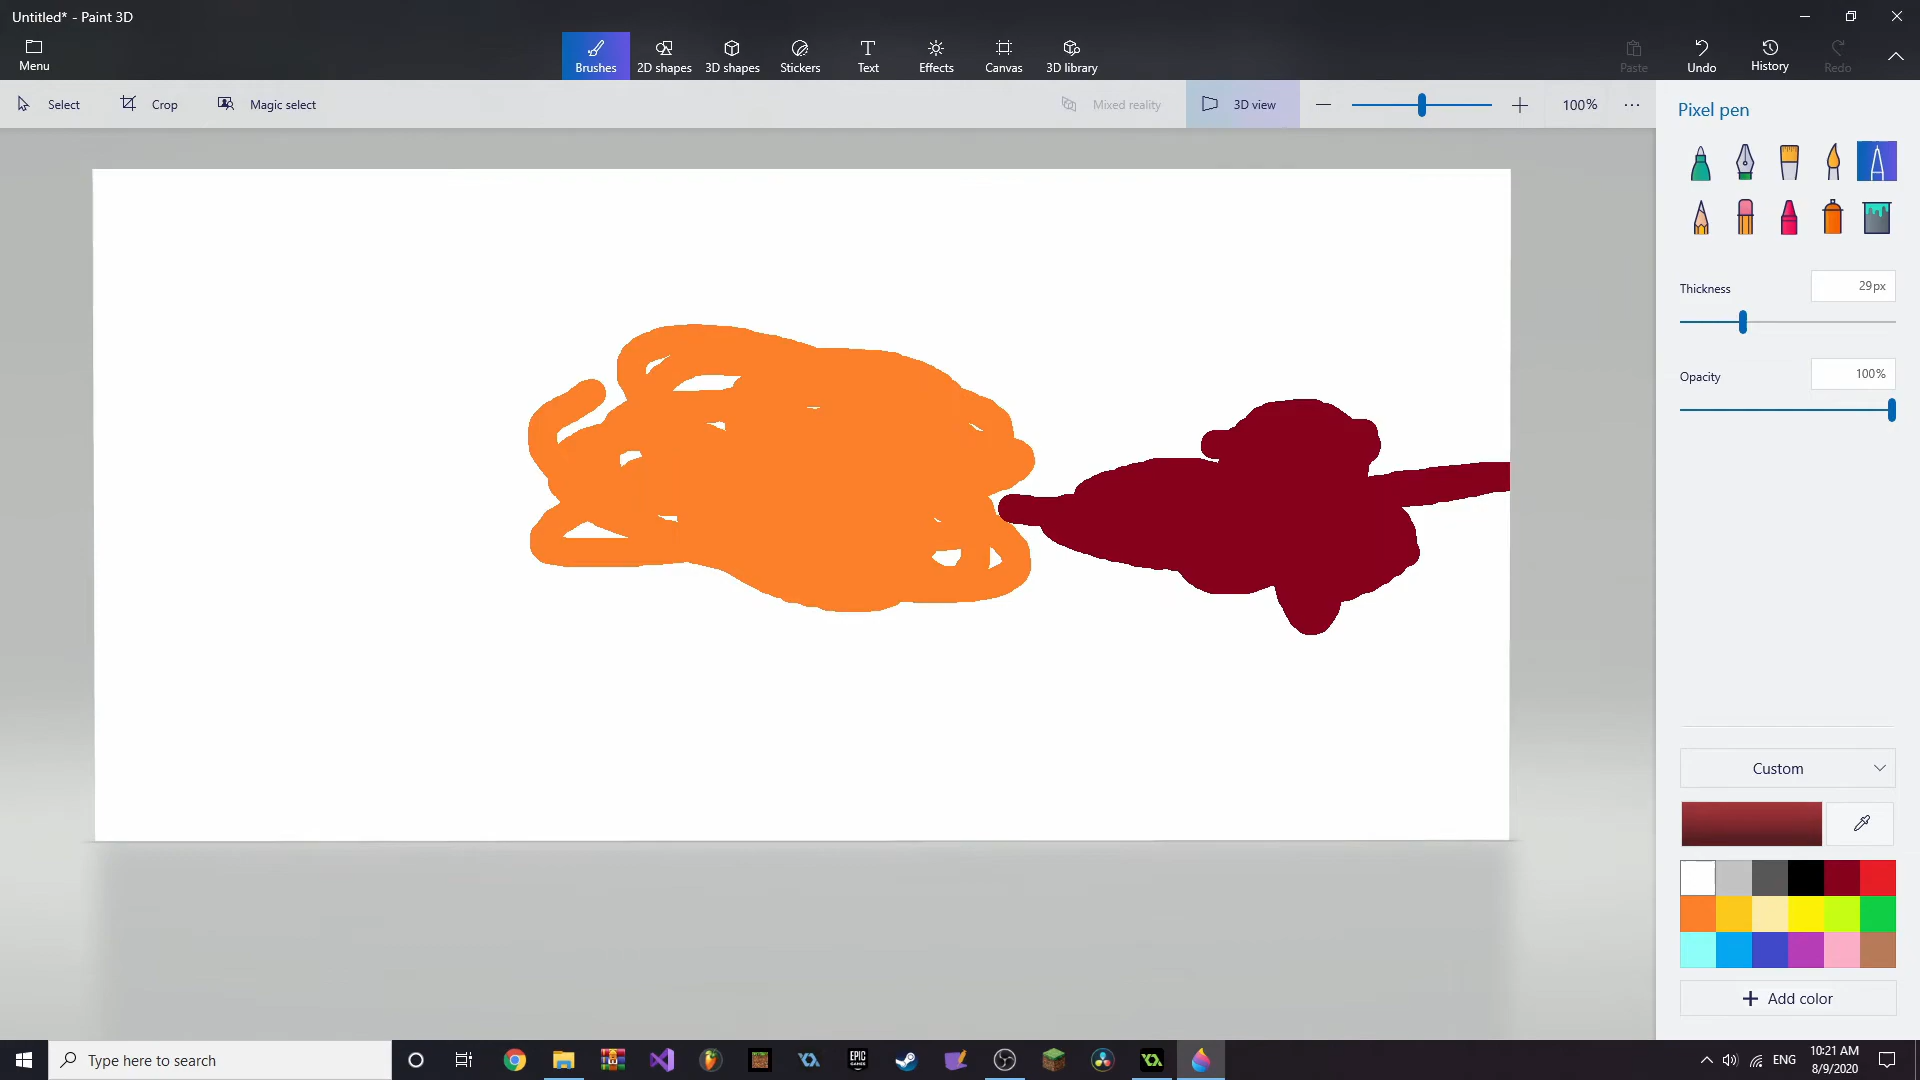 Untitled* - Paint 3D
Menu
Brushes
2D shapes
3D shapes
Stickers
Text
Effects
Canvas
3D library
Paste
Undo
History
Redo
Select
Crop
Magic select
Mixed reality
3D view
100%
Pixel pen
Thickness
29px
Opacity
100%
Custom
Add color
Type here to search
EPIC GAMES
ENG
10:21 AM
8/9/2020